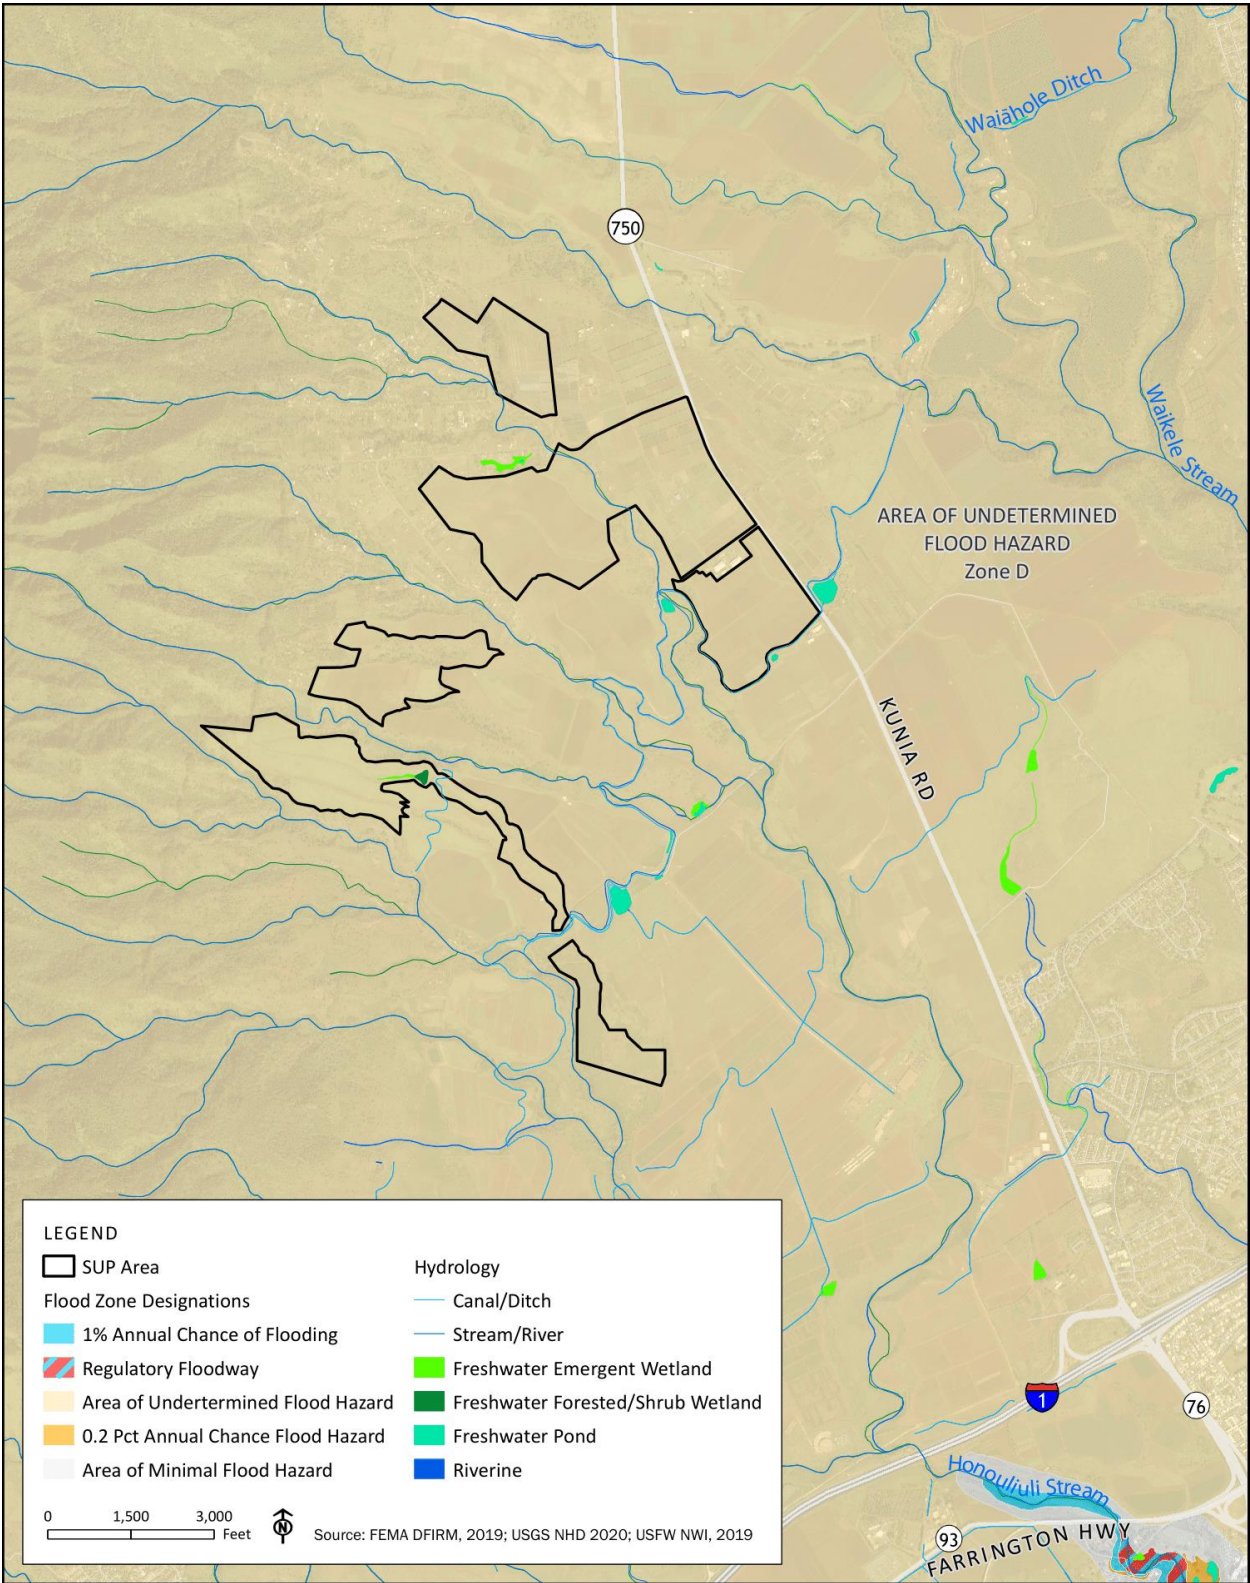 Waiāhole Ditch
750
Waikele Stream
AREA OF UNDETERMINED
FLOOD HAZARD
Zone D
KUNIA RD
LEGEND
SUP Area
Flood Zone Designations
1% Annual Chance of Flooding
Regulatory Floodway
Area of Undertermined Flood Hazard
0.2 Pct Annual Chance Flood Hazard
Area of Minimal Flood Hazard
Hydrology
Canal/Ditch
Stream/River
Freshwater Emergent Wetland
Freshwater Forested/Shrub Wetland
Freshwater Pond
Riverine
0 1,500 3,000
Feet
N
Source: FEMA DFIRM, 2019; USGS NHD 2020; USFW NWI, 2019
1
76
Honouliuli Stream
93
FARRINGTON HWY